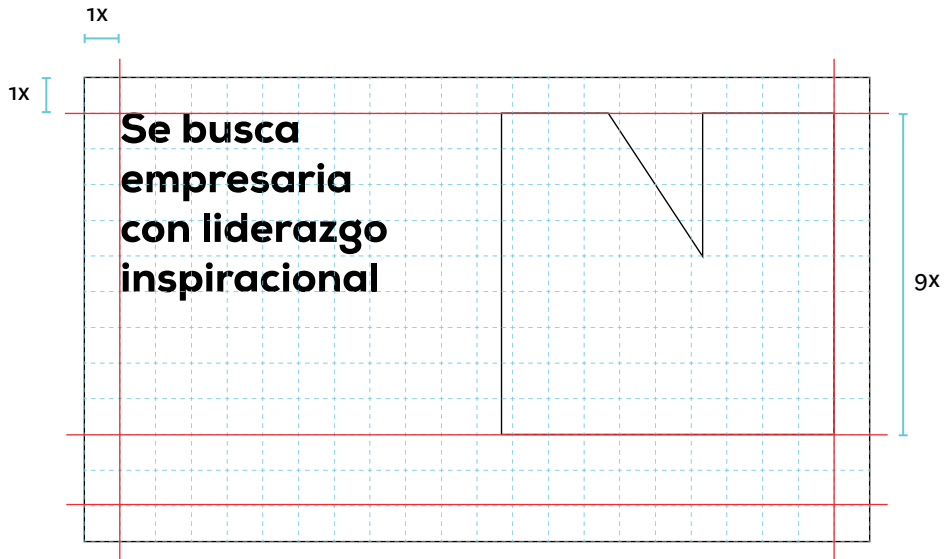 1X
1X
Se busca
empresaria
con liderazgo
inspiracional
9X